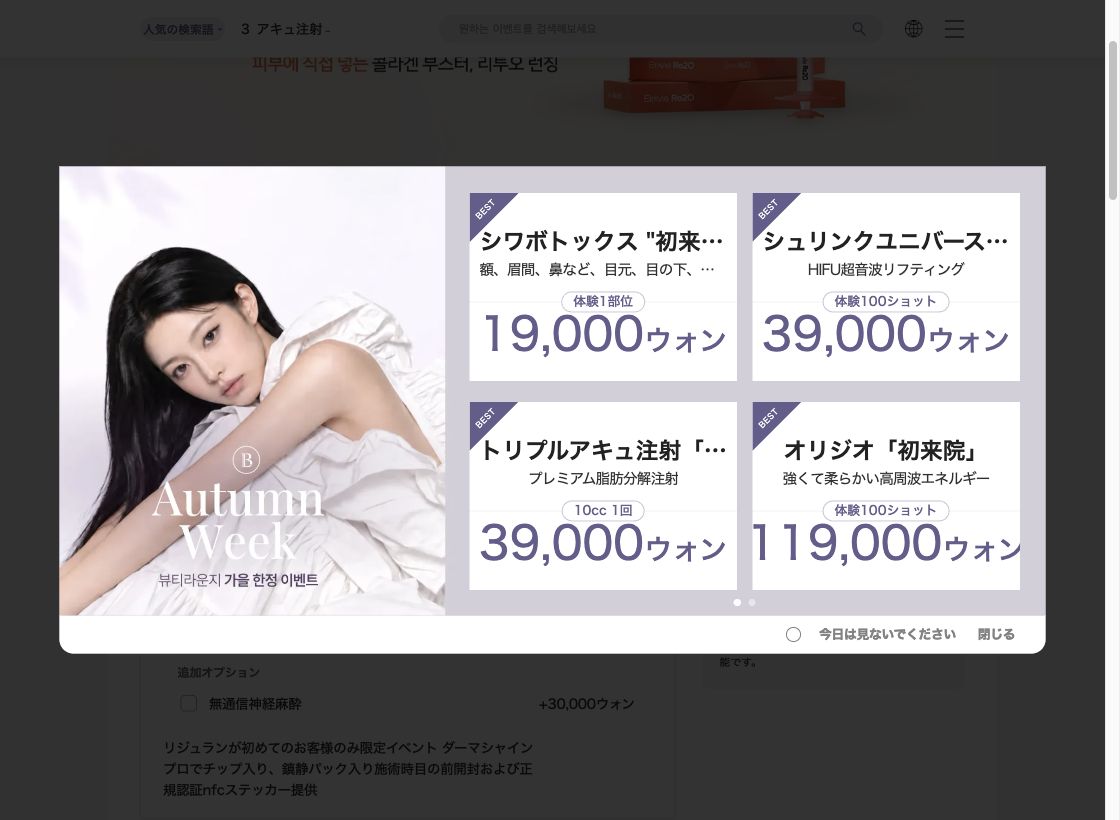 人気の検索語
3 アキュ注射 -
원하는 이벤트를 검색해보세요
피부에 직접 넣는 콜라겐 부스터, 리투오 런칭
Elravie Re2O
Elravie Re2O
BEST
シワボトックス "初来…
額、眉間、鼻など、目元、目の下、…
体験1部位
19,000ウォン
BEST
シュリンクユニバース…
HIFU超音波リフティング
体験100ショット
39,000ウォン
BEST
トリプルアキュ注射「…
プレミアム脂肪分解注射
10cc 1回
39,000ウォン
BEST
オリジオ「初来院」
強くて柔らかい高周波エネルギー
体験100ショット
119,000ウォン
B
Autumn
Week
뷰티라운지 가을 한정 이벤트
今日は見ないでください 閉じる
能です。
追加オプション
無通信神経麻酔 +30,000ウォン
リジュランが初めてのお客様のみ限定イベント ダーマシャイン
プロでチップ入り、鎮静パック入り施術時目の前開封および正
規認証nfcステッカー提供